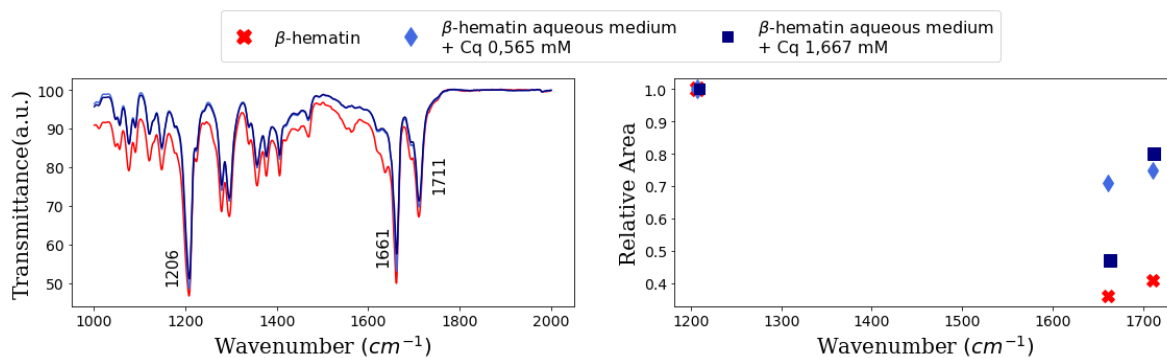 β-hematin
β-hematin aqueous medium
+ Cq 0,565 mM
β-hematin aqueous medium
+ Cq 1,667 mM
Transmittance(a.u.)
100
90
80
70
60
50
1206
1661
1711
1000 1200 1400 1600 1800 2000
Wavenumber (cm⁻¹)
Relative Area
1.0
0.9
0.8
0.7
0.6
0.5
0.4
1200 1300 1400 1500 1600 1700
Wavenumber (cm⁻¹)